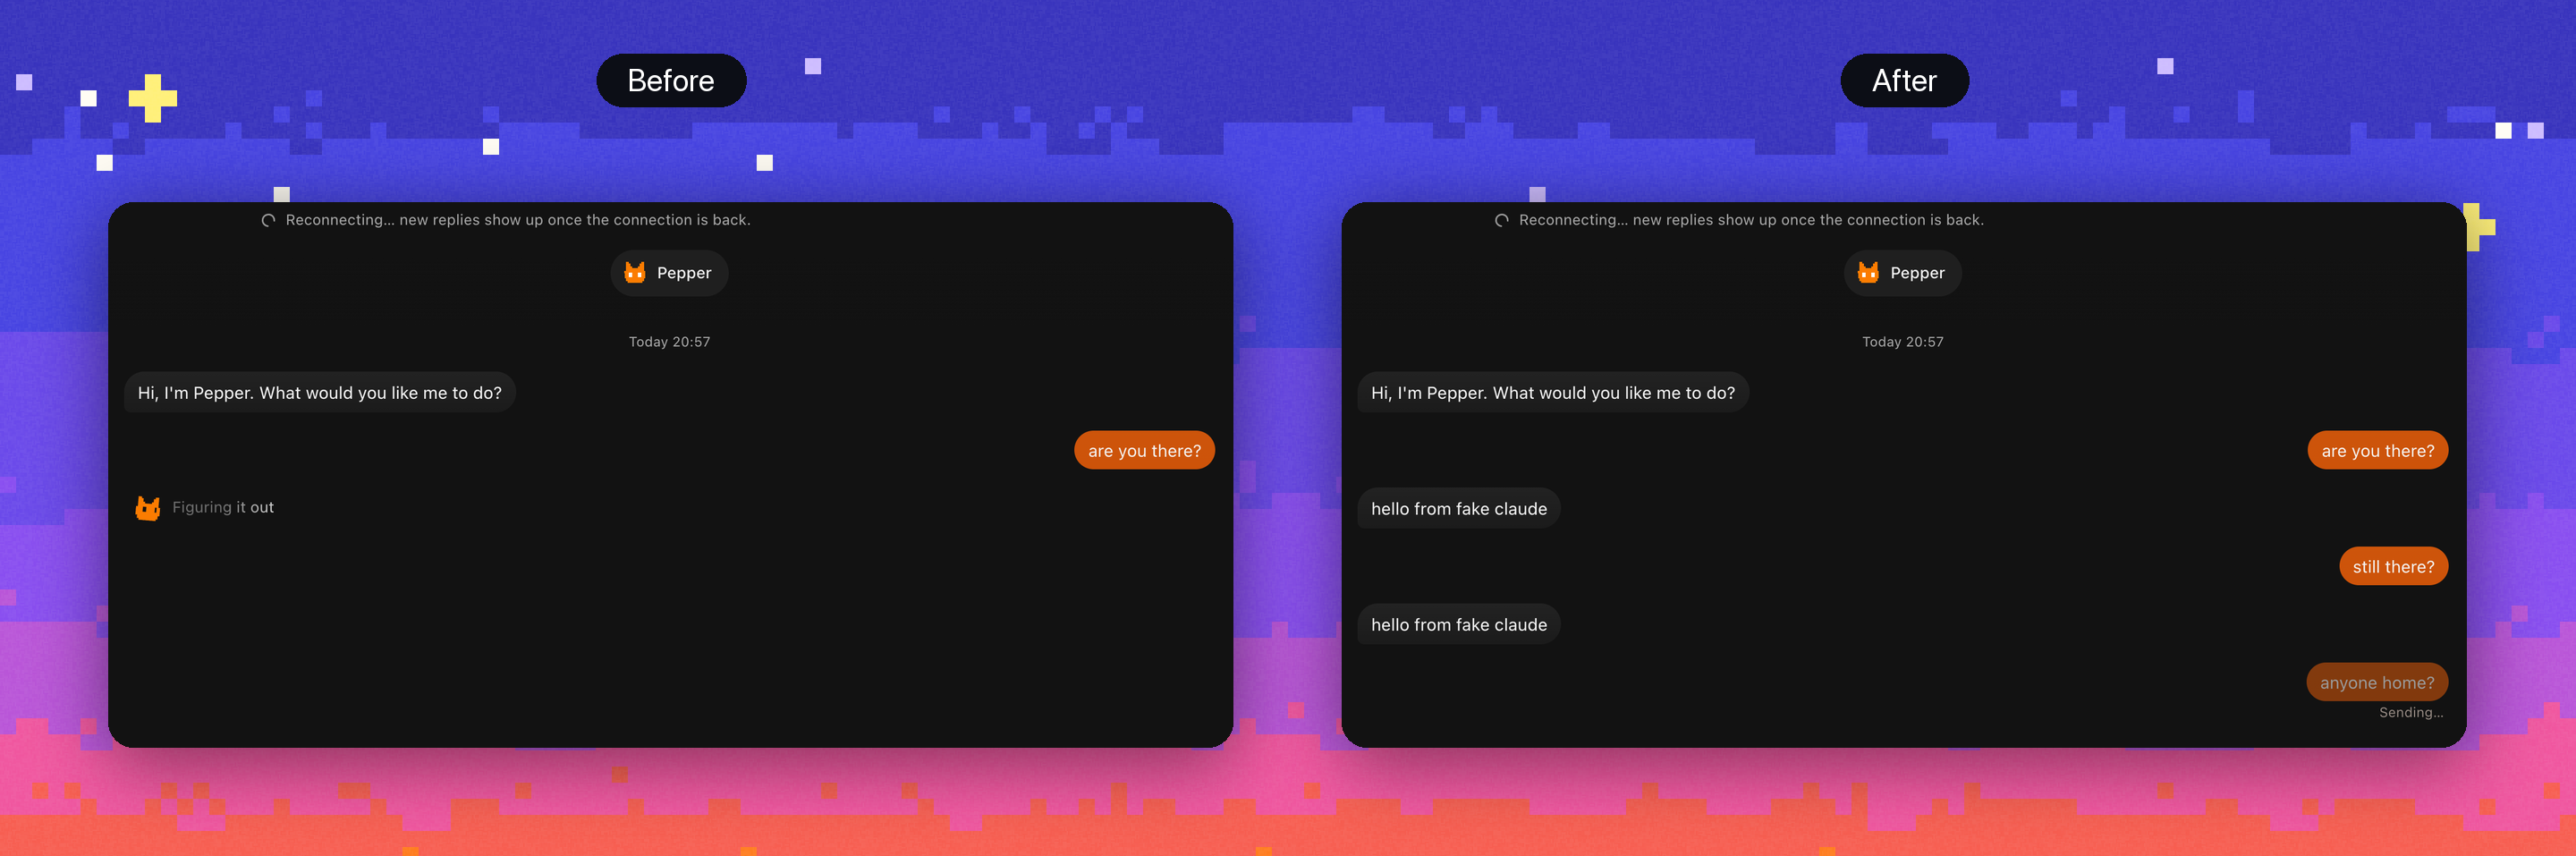 Before
Reconnecting... new replies show up once the connection is back.
Pepper
Today 20:57
Hi, I'm Pepper. What would you like me to do?
are you there?
Figuring it out
After
Reconnecting... new replies show up once the connection is back.
Pepper
Today 20:57
Hi, I'm Pepper. What would you like me to do?
are you there?
hello from fake claude
still there?
hello from fake claude
anyone home?
Sending...